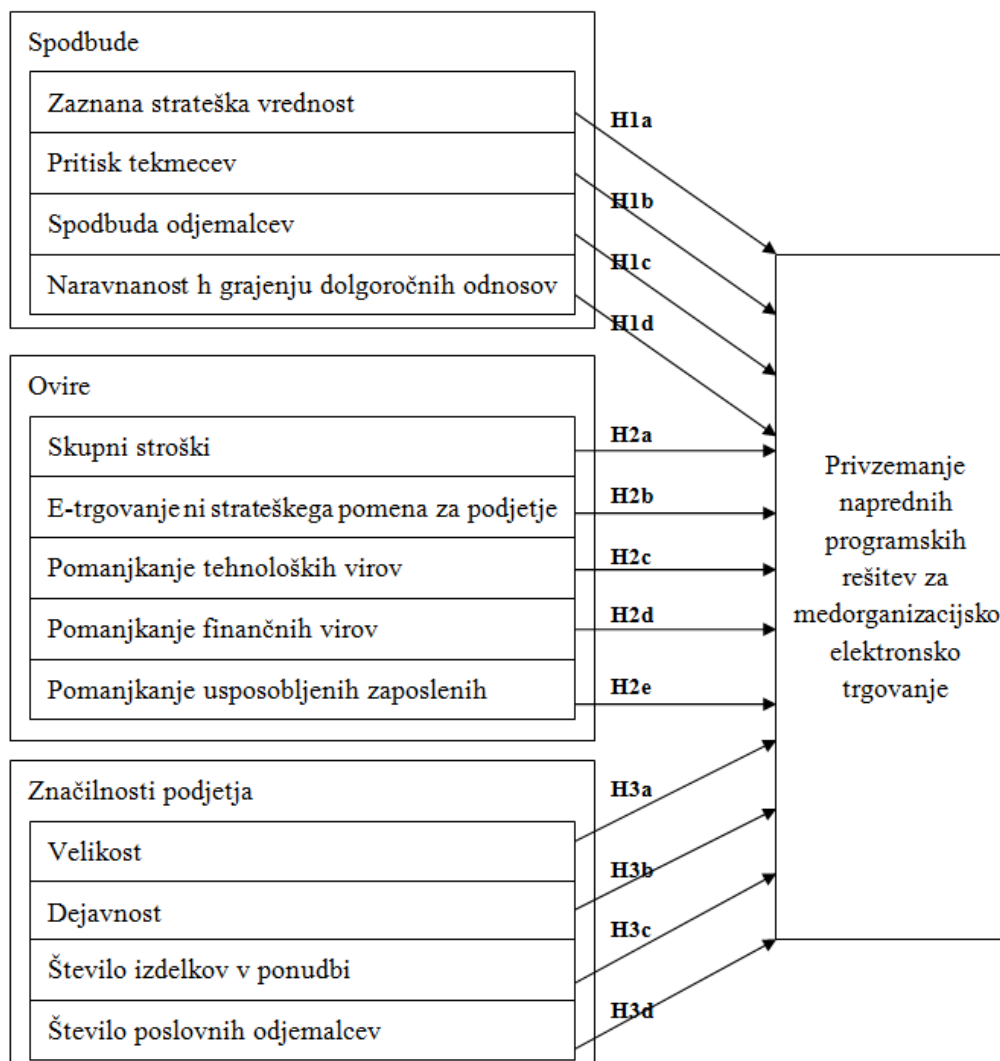 Spodbude
Zaznana strateška vrednost
H1a
Pritisk tekmecev
H1b
Spodbuda odjemalcev
H1c
Naravnanost h grajenju dolgoročnih odnosov
H1d
Ovire
Skupni stroški
H2a
E-trgovanje ni strateškega pomena za podjetje
H2b
Pomanjkanje tehnoloških virov
H2c
Pomanjkanje finančnih virov
H2d
Pomanjkanje usposobljenih zaposlenih
H2e
Značilnosti podjetja
Velikost
H3a
Dejavnost
H3b
Število izdelkov v ponudbi
H3c
Število poslovnih odjemalcev
H3d
Privzemanje
naprednih
programskih
rešitev za
medorganizacijsko
elektronsko
trgovanje